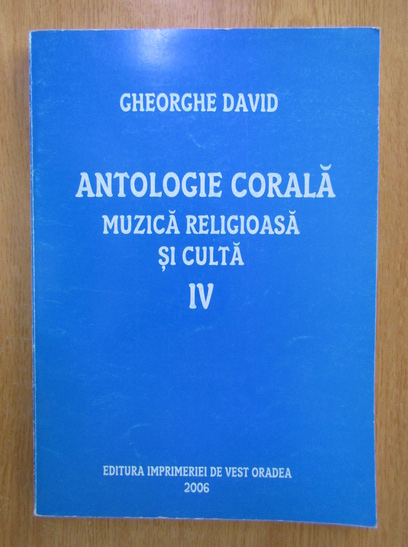 GHEORGHE DAVID
ANTOLOGIE CORALĂ
MUZICĂ RELIGIOASĂ
ȘI CULTĂ
IV
EDITURA IMPRIMERIEI DE VEST ORADEA
2006